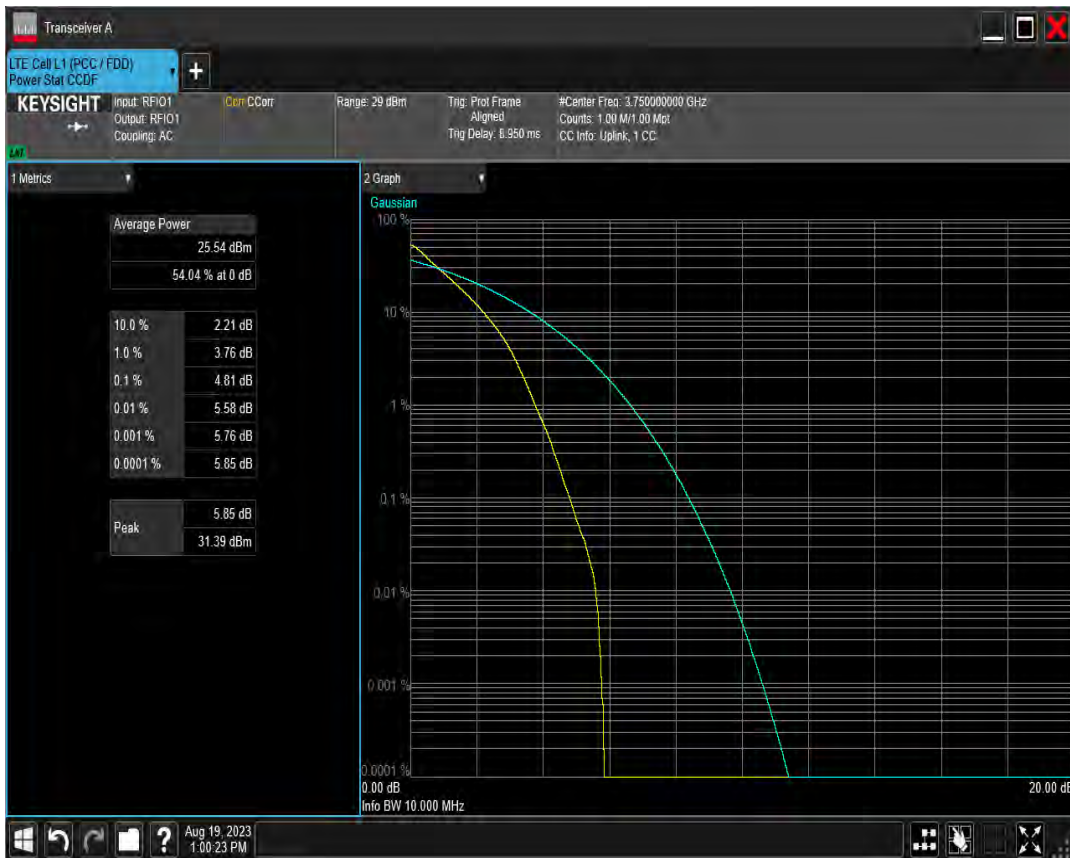 Transceiver A
LTE Cell L1 (PCC / FDD)
Power Stat CCDF
+
KEYSIGHT
LXI
Input: RFIO1
Output: RFIO1
Coupling: AC
Corr CCorr
Range: 29 dBm
Trig: Prot Frame
Aligned
Trig Delay: 8.950 ms
#Center Freq: 3.750000000 GHz
Counts: 1.00 M/1.00 Mpt
CC Info: Uplink, 1 CC
1 Metrics
Average Power
25.54 dBm
54.04 % at 0 dB
10.0 % 2.21 dB
1.0 % 3.76 dB
0.1 % 4.81 dB
0.01 % 5.58 dB
0.001 % 5.76 dB
0.0001 % 5.85 dB
Peak
5.85 dB
31.39 dBm
2 Graph
Gaussian
100 %
10 %
1 %
0.1 %
0.01 %
0.001 %
0.0001 %
0.00 dB
20.00 dB
Info BW 10.000 MHz
?
Aug 19, 2023
1:00:23 PM